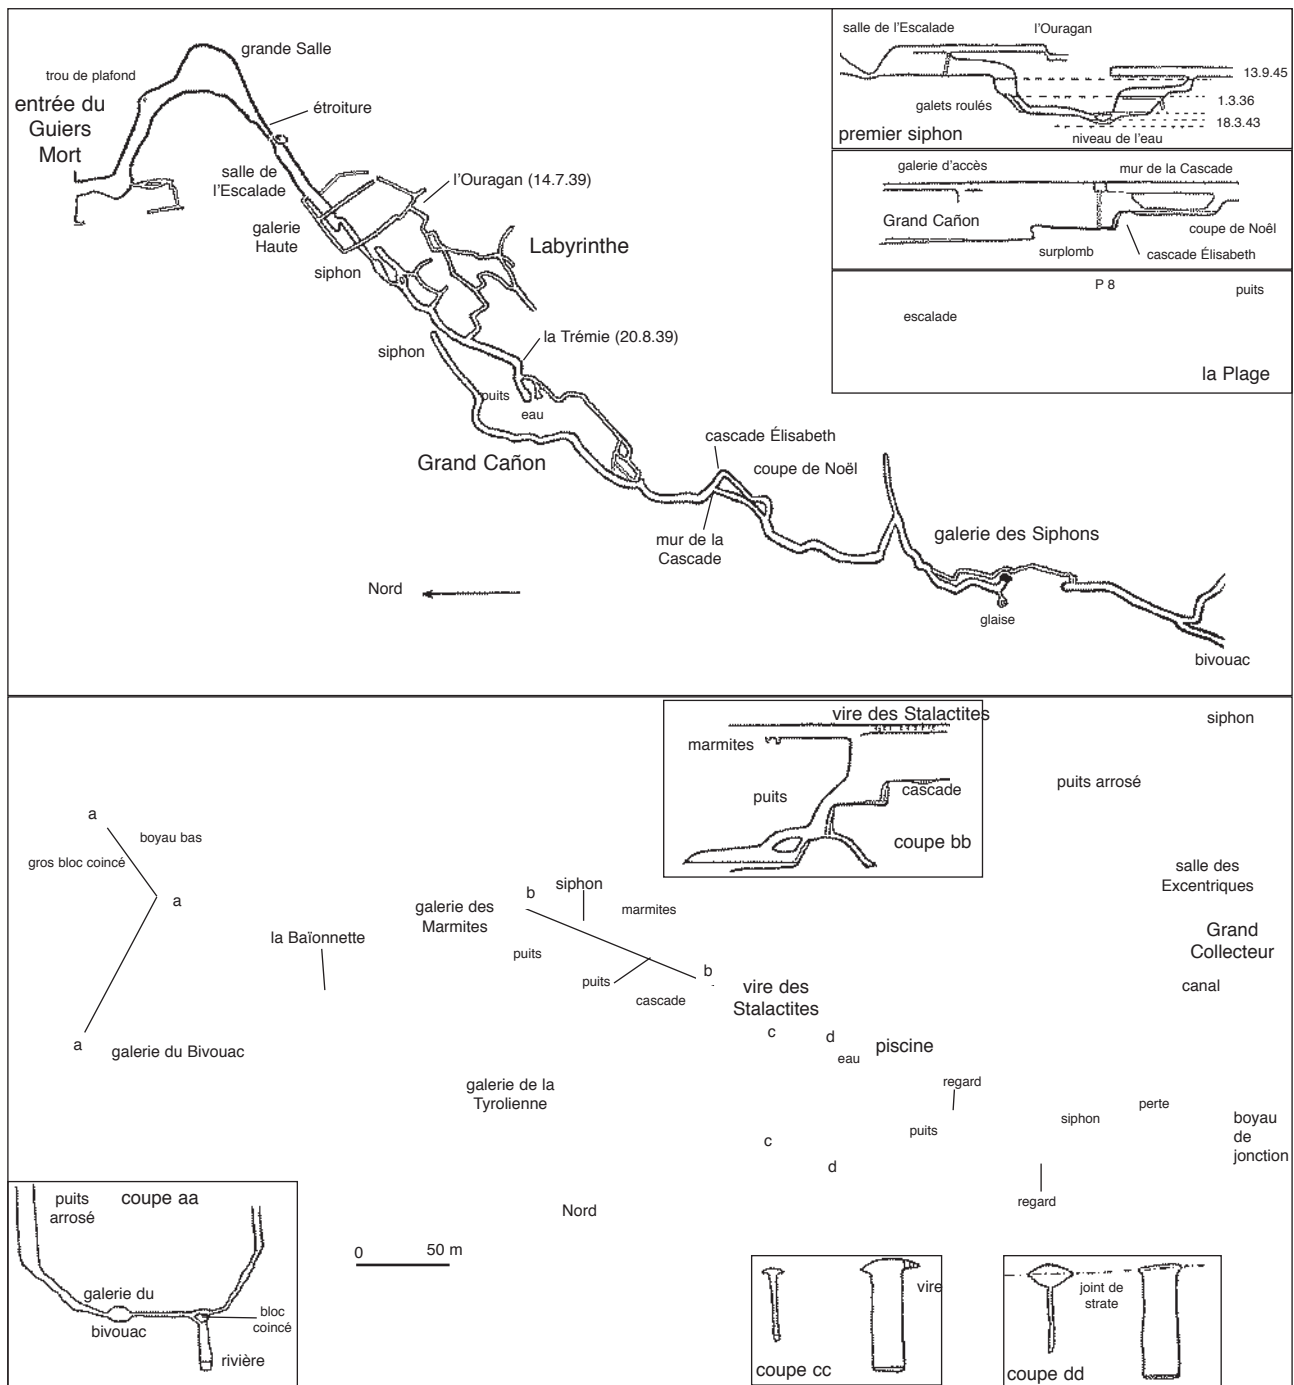 grande Salle
trou de plafond
entrée du
Guiers
Mort
étroiture
salle de
l'Escalade
l'Ouragan (14.7.39)
galerie
Haute
Labyrinthe
siphon
la Trémie (20.8.39)
siphon
puits
eau
Grand Cañon
cascade Élisabeth
coupe de Noël
mur de la
Cascade
galerie des Siphons
Nord
glaise
bivouac
salle de l'Escalade
l'Ouragan
13.9.45
galets roulés
1.3.36
18.3.43
premier siphon
niveau de l'eau
galerie d'accès
mur de la Cascade
Grand Cañon
coupe de Noël
surplomb
cascade Élisabeth
P 8
puits
escalade
la Plage
vire des Stalactites
marmites
puits
cascade
coupe bb
siphon
puits arrosé
a
boyau bas
gros bloc coincé
a
salle des
Excentriques
siphon
b
galerie des
Marmites
marmites
la Baïonnette
Grand
Collecteur
puits
b
puits
cascade
vire des
Stalactites
canal
a
galerie du Bivouac
c
d
eau
piscine
galerie de la
Tyrolienne
regard
perte
siphon
puits
boyau
de
jonction
c
d
regard
Nord
puits
arrosé
coupe aa
galerie du
bivouac
bloc
coincé
rivière
0
50 m
vire
coupe cc
joint de
strate
coupe dd